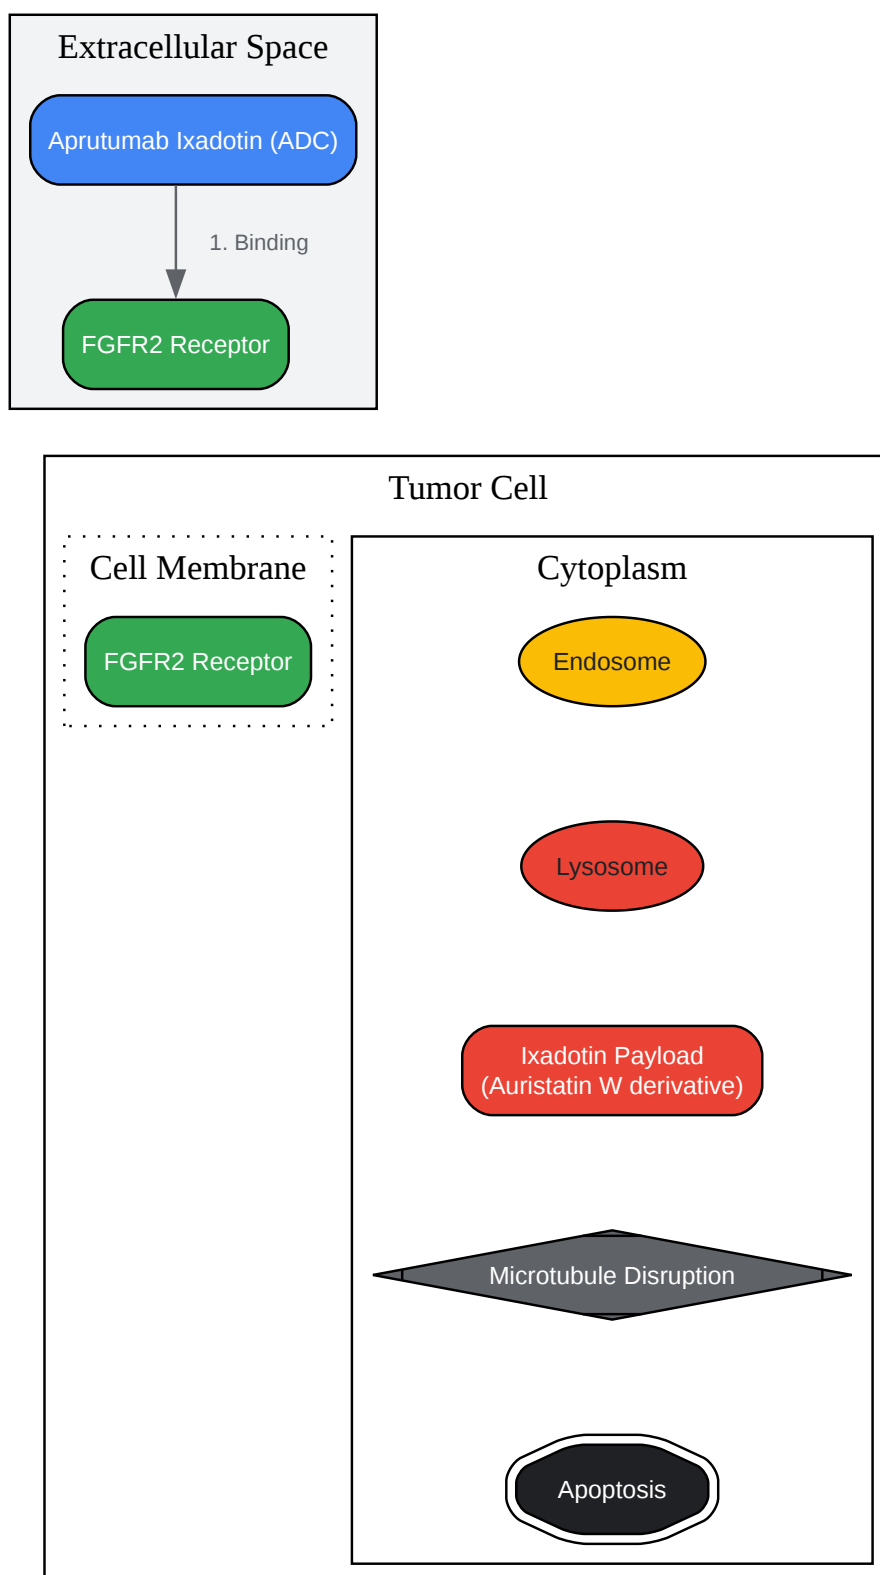 Extracellular Space
Aprutumab Ixadotin (ADC)
1. Binding
FGFR2 Receptor
Tumor Cell
Cell Membrane
FGFR2 Receptor
Cytoplasm
Endosome
Lysosome
Ixadotin Payload
(Auristatin W derivative)
Microtubule Disruption
Apoptosis